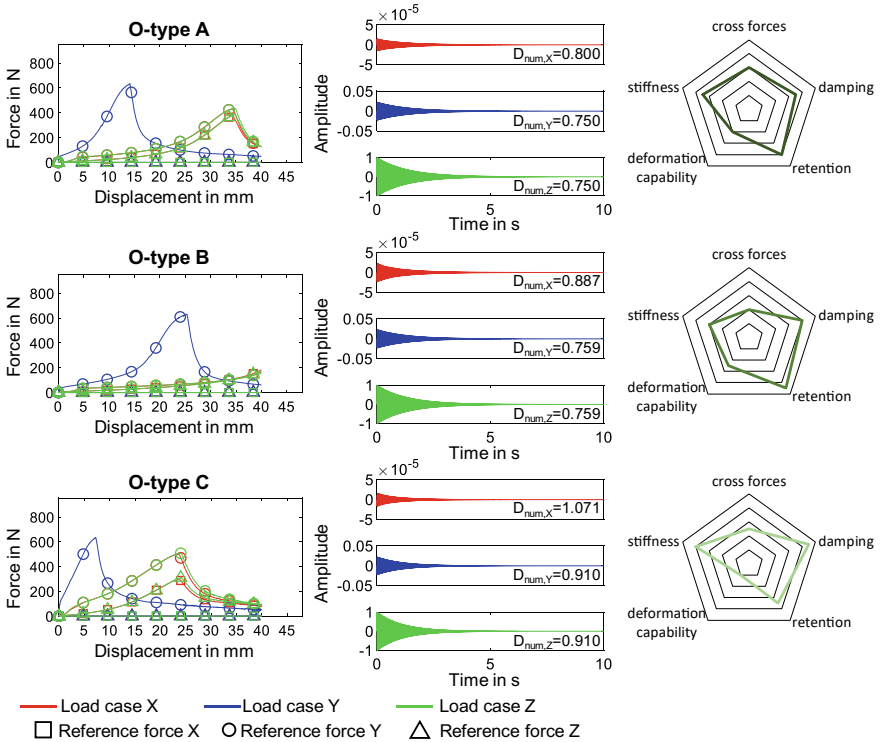 O-type A
Force in N
800
600
400
200
0
0 5 10 15 20 25 30 35 40 45
Displacement in mm
×10⁻⁵
5
-5
D_num,X=0.800
Amplitude
0.05
-0.05
D_num,Y=0.750
1
0
-1
D_num,Z=0.750
0 5 10
Time in s
cross forces
stiffness
damping
deformation
capability
retention
O-type B
Force in N
800
600
400
200
0
0 5 10 15 20 25 30 35 40 45
Displacement in mm
×10⁻⁵
5
-5
D_num,X=0.887
Amplitude
0.05
-0.05
D_num,Y=0.759
1
0
-1
D_num,Z=0.759
0 5 10
Time in s
cross forces
stiffness
damping
deformation
capability
retention
O-type C
Force in N
800
600
400
200
0
0 5 10 15 20 25 30 35 40 45
Displacement in mm
×10⁻⁵
5
-5
D_num,X=1.071
Amplitude
0.05
-0.05
D_num,Y=0.910
1
0
-1
D_num,Z=0.910
0 5 10
Time in s
cross forces
stiffness
damping
deformation
capability
retention
Load case X Load case Y Load case Z
Reference force X Reference force Y Reference force Z